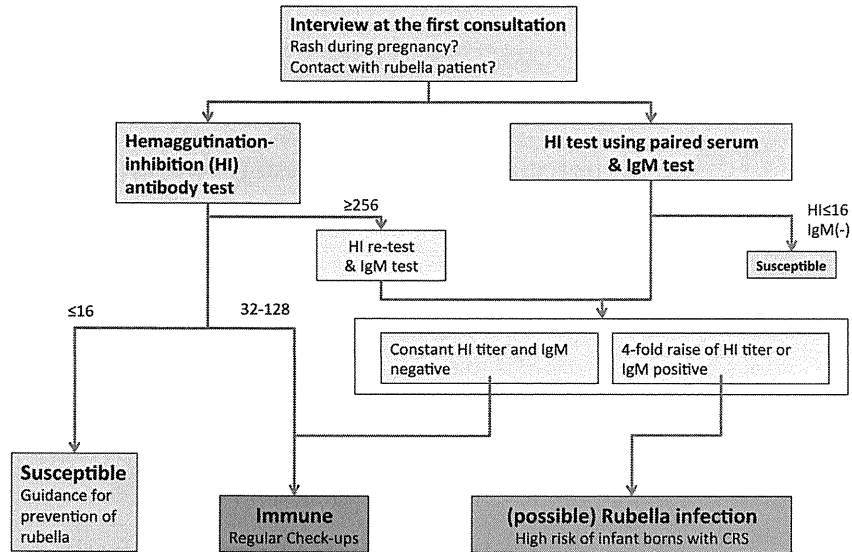 Interview at the first consultation
Rash during pregnancy?
Contact with rubella patient?
Hemaggutination-
inhibition (HI)
antibody test
HI test using paired serum
& IgM test
≥256
HI≤16
IgM(-)
HI re-test
& IgM test
Susceptible
≤16
32-128
Constant HI titer and IgM
negative
4-fold raise of HI titer or
IgM positive
Susceptible
Guidance for
prevention of
rubella
Immune
Regular Check-ups
(possible) Rubella infection
High risk of infant borns with CRS